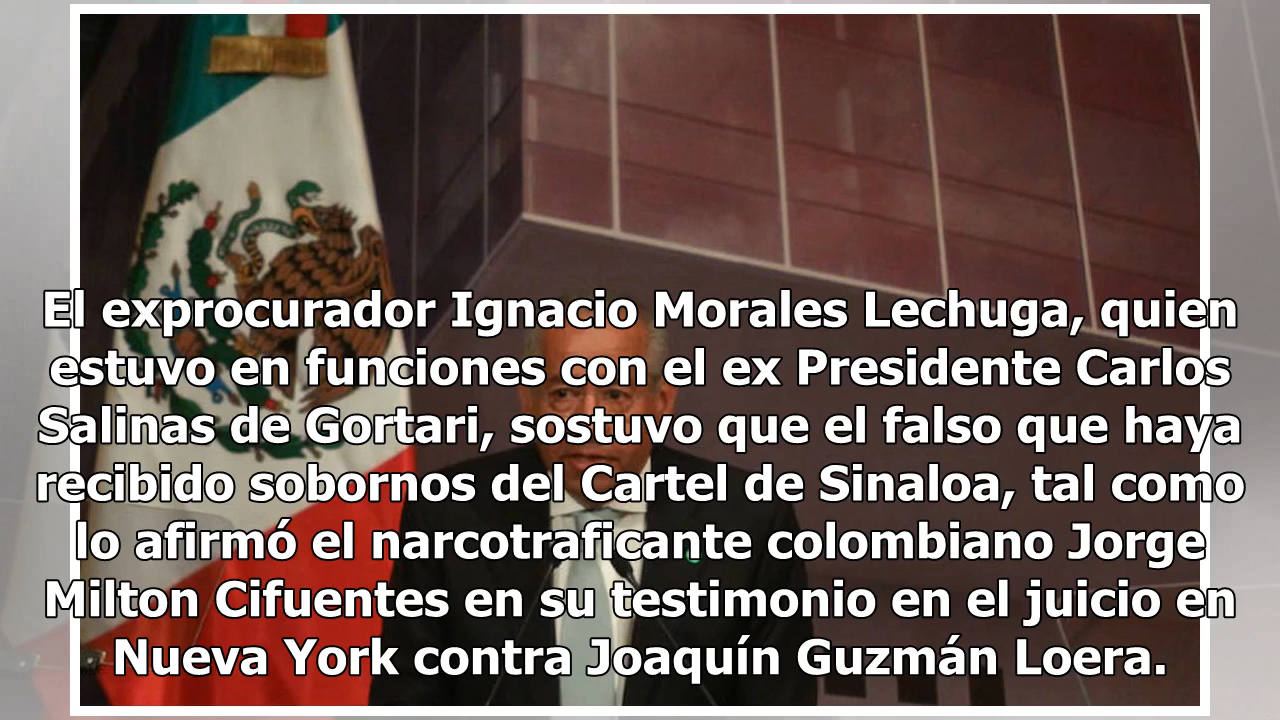 El exprocurador Ignacio Morales Lechuga, quien
estuvo en funciones con el ex Presidente Carlos
Salinas de Gortari, sostuvo que el falso que haya
recibido sobornos del Cartel de Sinaloa, tal como
lo afirmó el narcotraficante colombiano Jorge
Milton Cifuentes en su testimonio en el juicio en
Nueva York contra Joaquín Guzmán Loera.